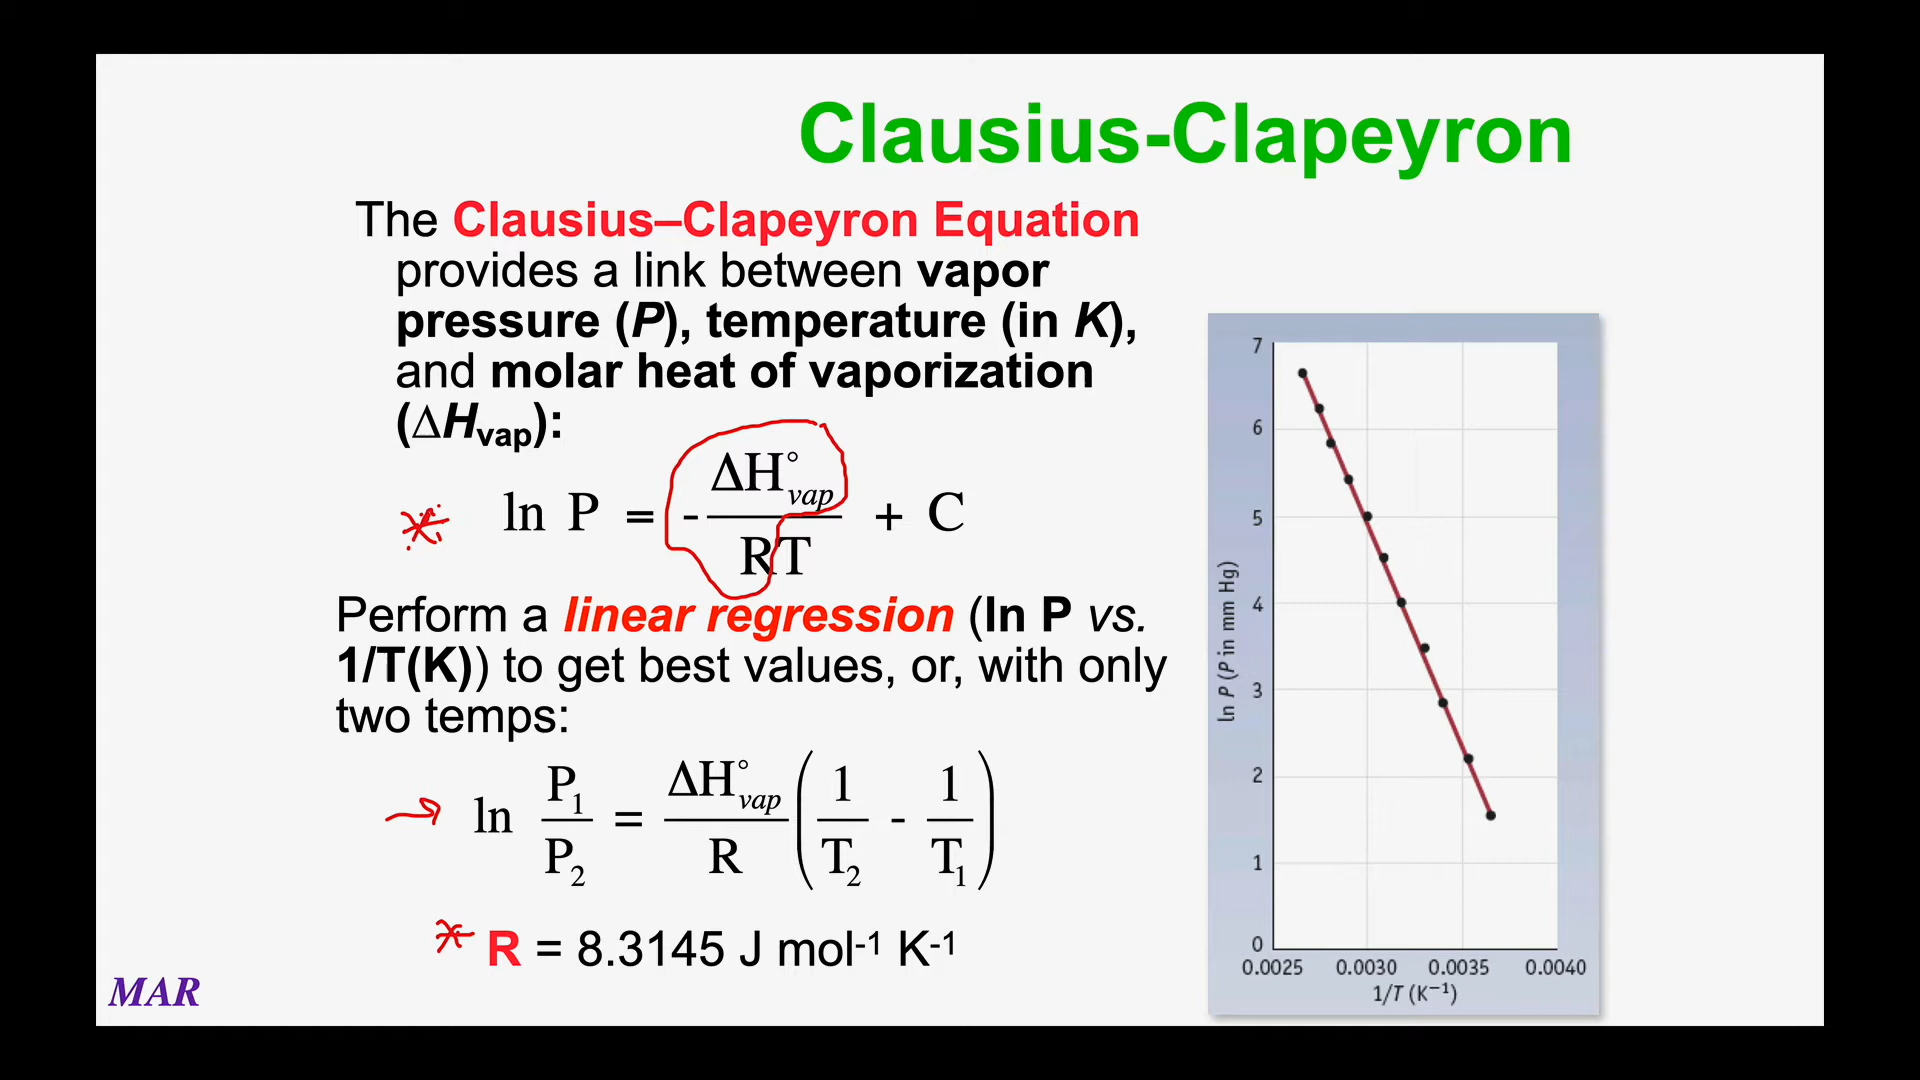 Clausius-Clapeyron
The Clausius–Clapeyron Equation
provides a link between vapor
pressure (P), temperature (in K),
and molar heat of vaporization
(ΔHvap):
ln P = - ΔH°vap / RT + C
Perform a linear regression (ln P vs.
1/T(K)) to get best values, or, with only
two temps:
ln P₁/P₂ = ΔH°vap/R (1/T₂ - 1/T₁)
R = 8.3145 J mol⁻¹ K⁻¹
MAR
7
6
5
4
3
2
1
0
ln P (P in mm Hg)
0.0025 0.0030 0.0035 0.0040
1/T (K⁻¹)